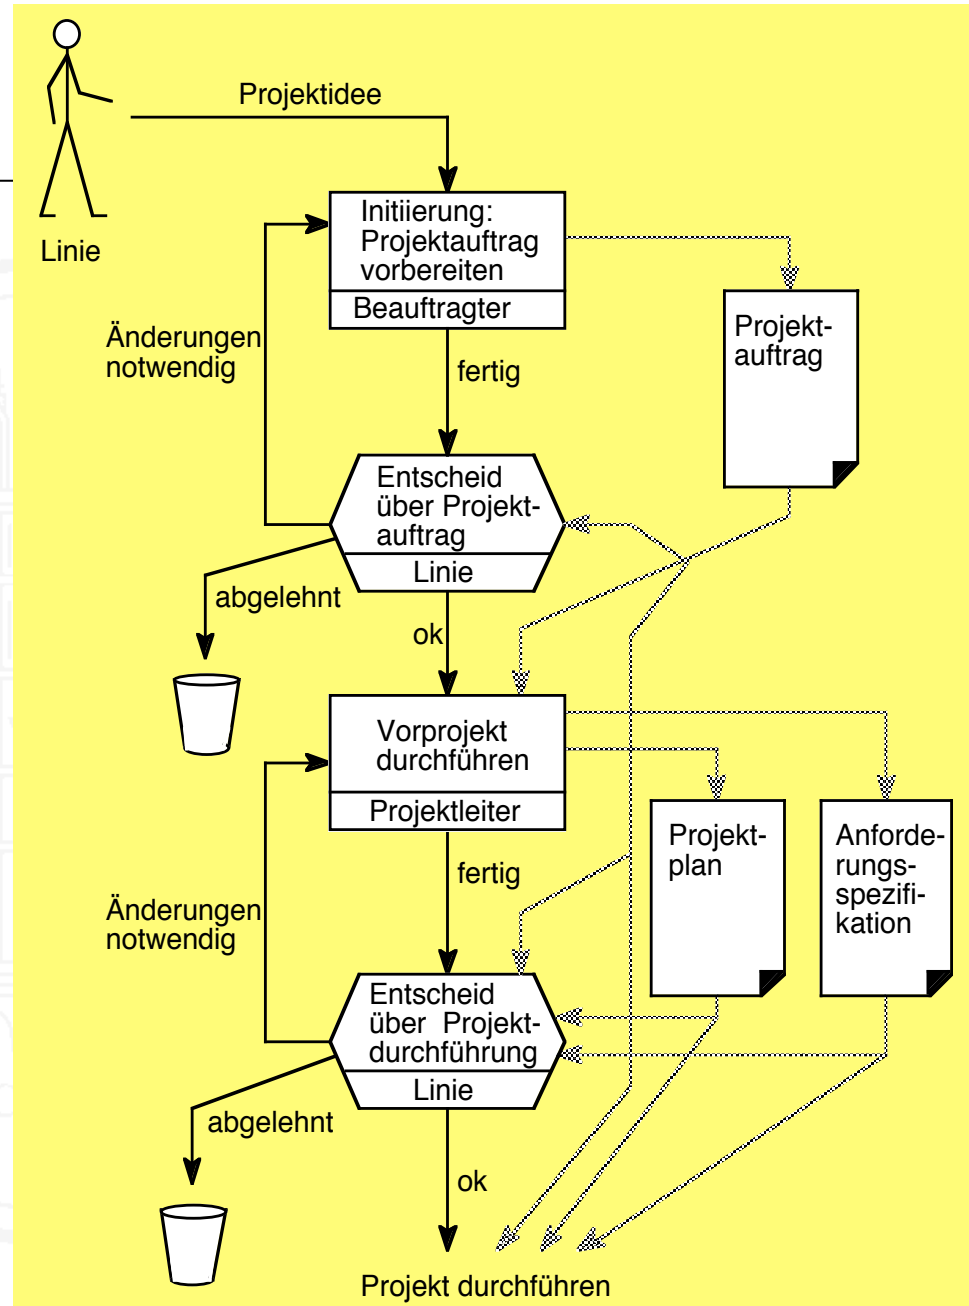 Projektidee
Linie
Initiierung:
Projektauftrag
vorbereiten
Beauftragter
Projekt-
auftrag
Änderungen
notwendig
fertig
Entscheid
über Projekt-
auftrag
Linie
abgelehnt
ok
Vorprojekt
durchführen
Projektleiter
Projekt-
plan
Anforde-
rungs-
spezifi-
kation
fertig
Änderungen
notwendig
Entscheid
über Projekt-
durchführung
Linie
abgelehnt
ok
Projekt durchführen